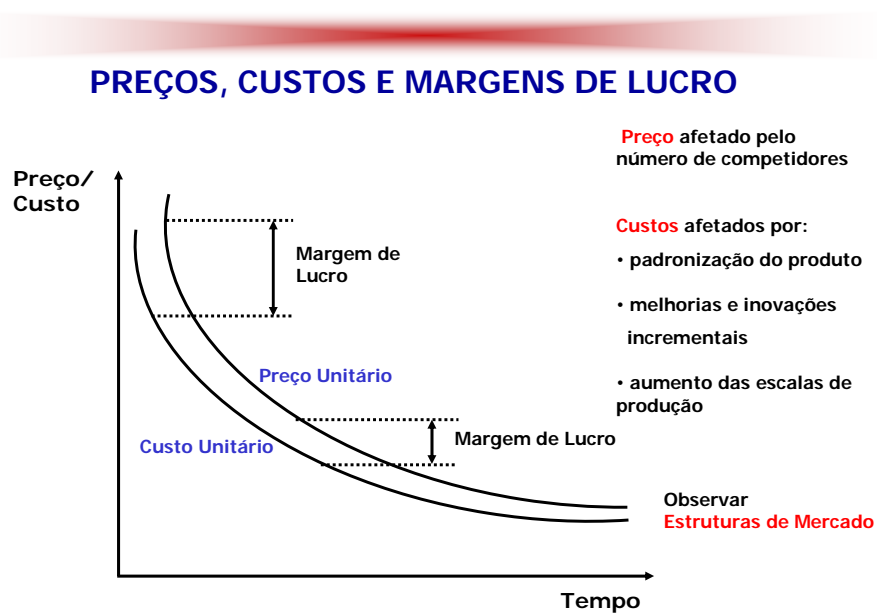 PREÇOS, CUSTOS E MARGENS DE LUCRO
Preço/
Custo
Margem de
Lucro
Preço Unitário
Custo Unitário
Margem de Lucro
Tempo
Preço afetado pelo
número de competidores
Custos afetados por:
• padronização do produto
• melhorias e inovações
incrementais
• aumento das escalas de
produção
Observar
Estruturas de Mercado